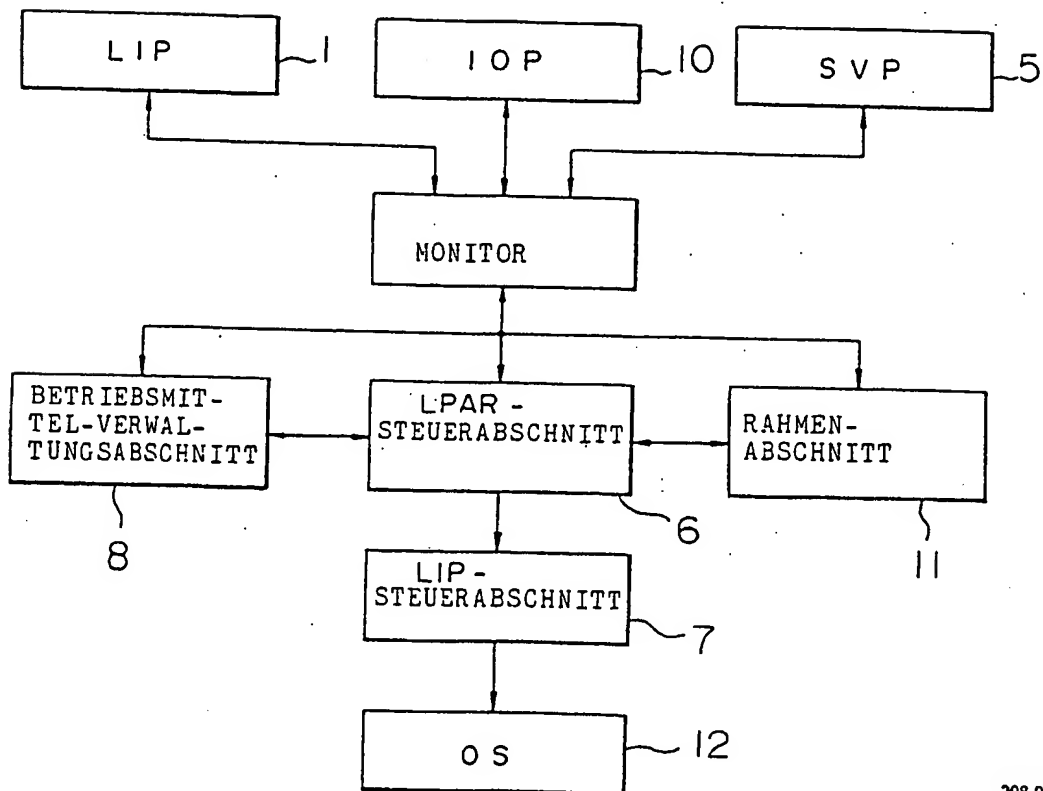 LIP
1
IOP
10
SVP
5
MONITOR
BETRIEBSMIT-
TEL-VERWAL-
TUNGSABSCHNITT
8
LPAR-
STEUERABSCHNITT
6
RAHMEN-
ABSCHNITT
11
LIP-
STEUERABSCHNITT
7
OS
12